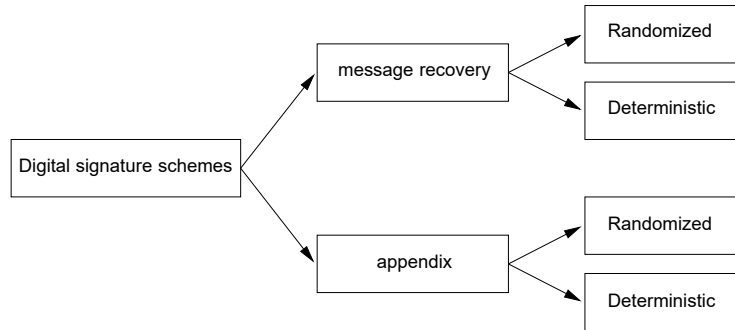 Randomized
message recovery
Deterministic
Digital signature schemes
Randomized
appendix
Deterministic